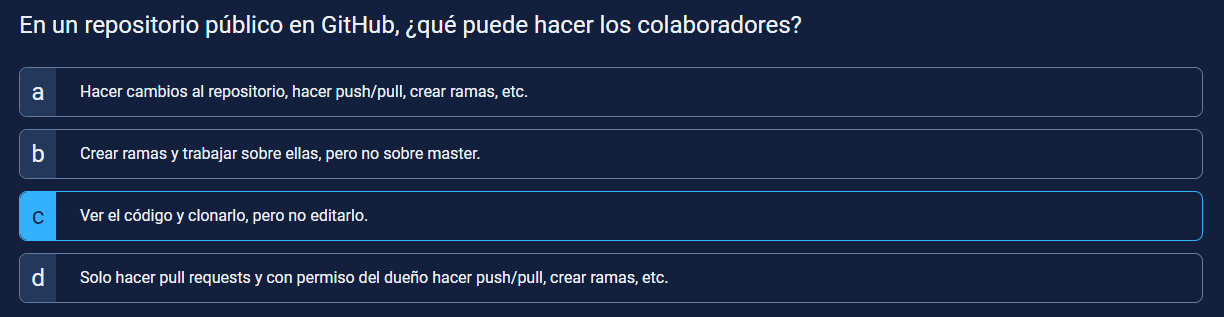 En un repositorio público en GitHub, ¿qué puede hacer los colaboradores?
a Hacer cambios al repositorio, hacer push/pull, crear ramas, etc.
b Crear ramas y trabajar sobre ellas, pero no sobre master.
c Ver el código y clonarlo, pero no editarlo.
d Solo hacer pull requests y con permiso del dueño hacer push/pull, crear ramas, etc.